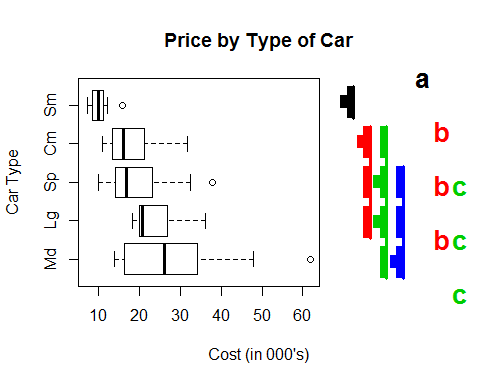 Price by Type of Car
Car Type
Sm
Cm
Sp
Lg
Md
10 20 30 40 50 60
Cost (in 000's)
a
b
b c
b c
c